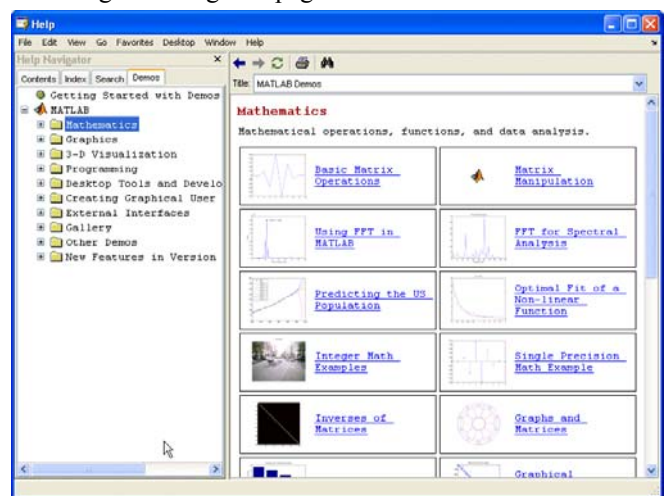 Help
File Edit View Go Favorites Desktop Window Help
Help Navigator
Contents Index Search Demos
Getting Started with Demos
MATLAB
Mathematics
Graphics
3-D Visualization
Programming
Desktop Tools and Develo
Creating Graphical User
External Interfaces
Gallery
Other Demos
New Features in Version
Title: MATLAB Demos
Mathematics
Mathematical operations, functions, and data analysis.
Basic Matrix
Operations
Matrix
Manipulation
Using FFT in
MATLAB
FFT for Spectral
Analysis
Predicting the US
Population
Optimal Fit of a
Non-linear
Function
Integer Math
Examples
Single Precision
Math Example
Inverses of
Matrices
Graphs and
Matrices
Graphical